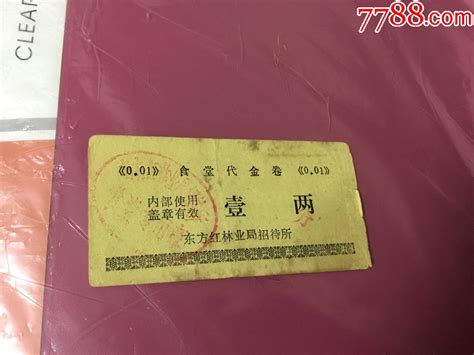 7788.com
CLEAR
《0.01》 食堂代金卷 《0.01》
内部使用
盖章有效
壹 两
东方红林业局招待所